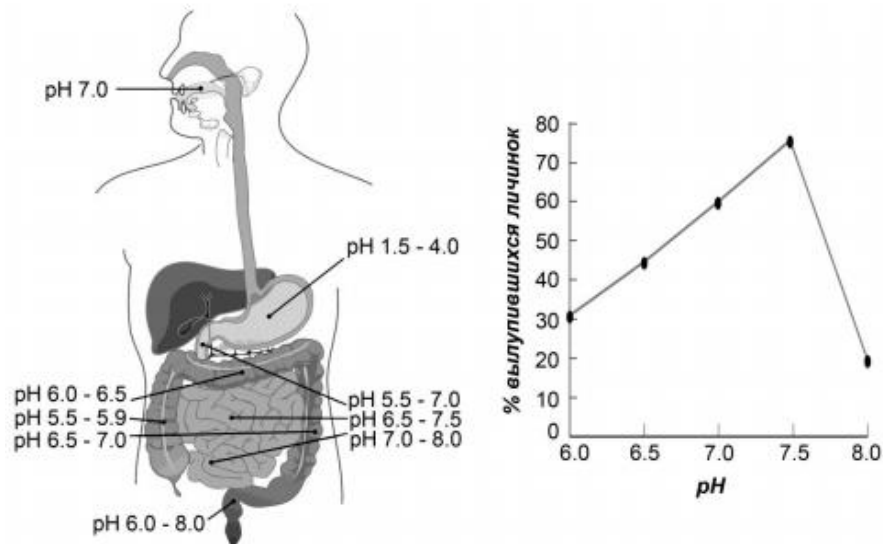 pH 7.0
pH 1.5 - 4.0
pH 6.0 - 6.5
pH 5.5 - 5.9
pH 6.5 - 7.0
pH 5.5 - 7.0
pH 6.5 - 7.5
pH 7.0 - 8.0
pH 6.0 - 8.0
% вылупившихся личинок
80
70
60
50
40
30
20
10
0
6.0 6.5 7.0 7.5 8.0
pH